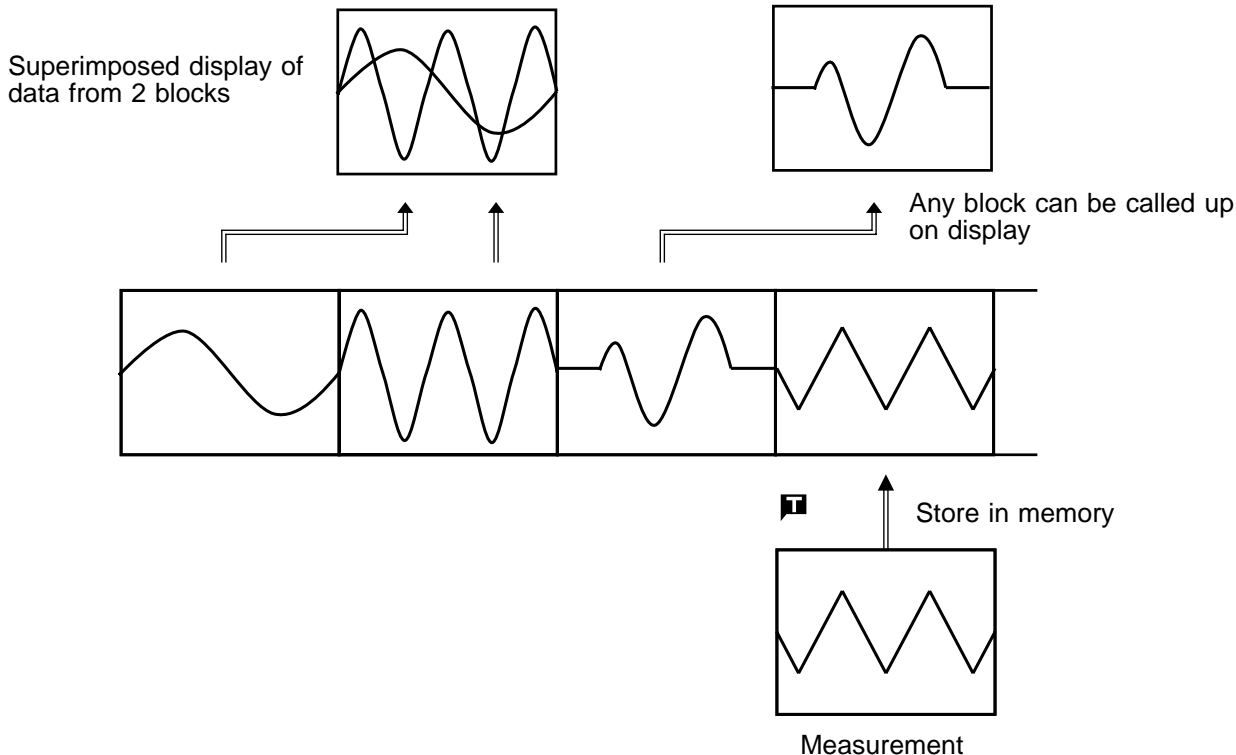 Superimposed display of
data from 2 blocks
Any block can be called up
on display
T
Store in memory
Measurement